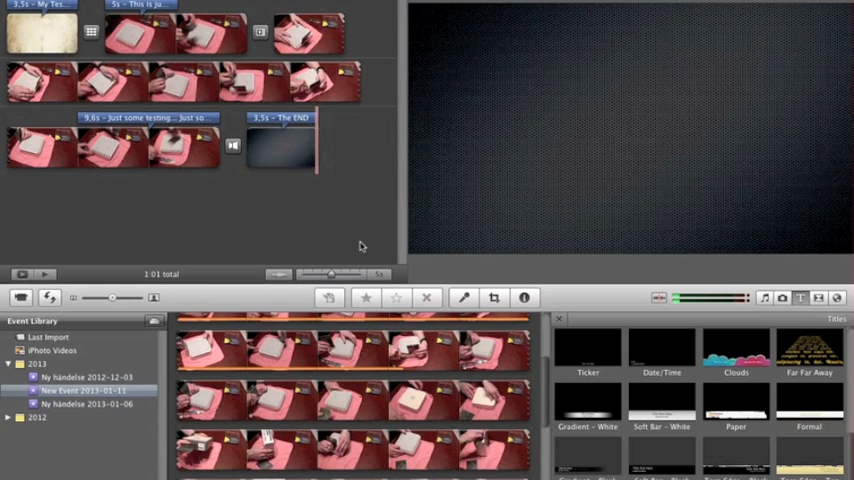 3,5s - My Tes...
5s - This is ju...
9,6s - Just some testing... Just so ...
3,5s - The END
1:01 total
5s
Event Library
Last Import
iPhoto Videos
2013
Ny händelse 2012-12-03
New Event 2013-01-11
Ny händelse 2013-01-06
2012
Titles
Ticker
Date/Time
Clouds
Far Far Away
Gradient - White
Soft Bar - White
Paper
Formal